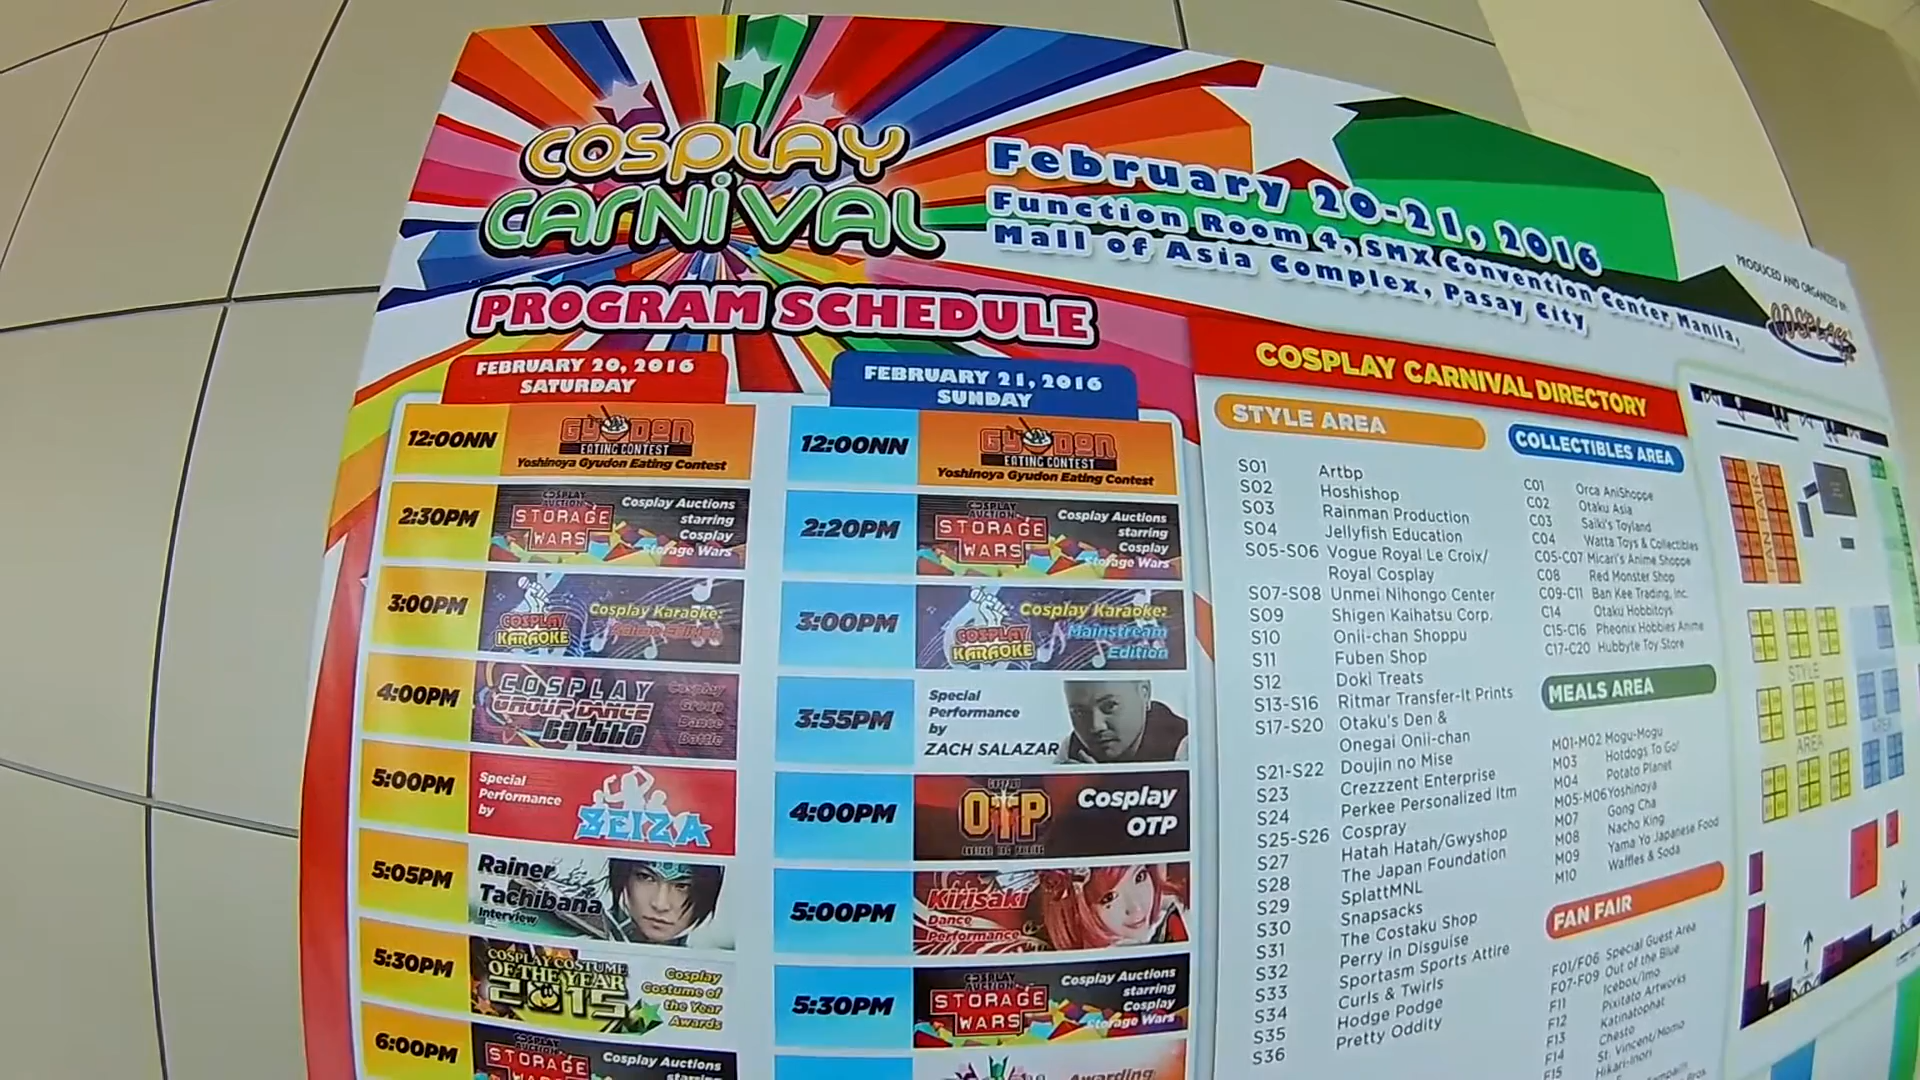 COSPLAY
CARNIVAL
February 20-21, 2016
Function Room 4, SMX Convention Center Manila,
Mall of Asia Complex, Pasay City
PRODUCED AND ORGANIZED BY
PROGRAM SCHEDULE
FEBRUARY 20, 2016
SATURDAY
12:00NN
GYUDON
EATING CONTEST
Yoshinoya Gyudon Eating Contest
2:30PM
COSPLAY
AUCTION
STORAGE
WARS
Cosplay Auctions
starring
Cosplay
Storage Wars
3:00PM
COSPLAY
KARAOKE
Cosplay Karaoke:
Anime Edition
4:00PM
COSPLAY
GROUP DANCE
BATTLE
Cosplay
Group
Dance
Battle
5:00PM
Special
Performance
by
SEIZA
5:05PM
Rainer
Tachibana
Interview
5:30PM
COSPLAY COSTUME
OF THE YEAR
2015
Cosplay
Costume of
the Year
Awards
6:00PM
COSPLAY
AUCTION
STORAGE
WARS
Cosplay Auctions
starring
FEBRUARY 21, 2016
SUNDAY
12:00NN
GYUDON
EATING CONTEST
Yoshinoya Gyudon Eating Contest
2:20PM
COSPLAY
AUCTION
STORAGE
WARS
Cosplay Auctions
starring
Cosplay
Storage Wars
3:00PM
COSPLAY
KARAOKE
Cosplay Karaoke:
Mainstream
Edition
3:55PM
Special
Performance
by
ZACH SALAZAR
4:00PM
COSPLAY
OTP
Cosplay
OTP
5:00PM
Kirisaki
Dance
Performance
5:30PM
COSPLAY
AUCTION
STORAGE
WARS
Cosplay Auctions
starring
Cosplay
Storage Wars
Awarding
COSPLAY CARNIVAL DIRECTORY
STYLE AREA
S01 Artbp
S02 Hoshishop
S03 Rainman Production
S04 Jellyfish Education
S05-S06 Vogue Royal Le Croix/
Royal Cosplay
S07-S08 Unmei Nihongo Center
S09 Shigen Kaihatsu Corp.
S10 Onii-chan Shoppu
S11 Fuben Shop
S12 Doki Treats
S13-S16 Ritmar Transfer-It Prints
S17-S20 Otaku's Den &
Onegai Onii-chan
S21-S22 Doujin no Mise
S23 Crezzzent Enterprise
S24 Perkee Personalized Itm
S25-S26 Cospray
S27 Hatah Hatah/Gwyshop
S28 The Japan Foundation
S29 SplattMNL
S30 Snapsacks
S31 The Costaku Shop
S32 Perry in Disguise
S33 Sportasm Sports Attire
S34 Curls & Twirls
S35 Hodge Podge
S36 Pretty Oddity
COLLECTIBLES AREA
C01 Orca AniShoppe
C02 Otaku Asia
C03 Saiki's Toyland
C04 Watta Toys & Collectibles
C05-C07 Micari's Anime Shoppe
C08 Red Monster Shop
C09-C11 Ban Kee Trading, Inc.
C14 Otaku Hobbitoys
C15-C16 Pheonix Hobbies Anime
C17-C20 Hubbyte Toy Store
MEALS AREA
M01-M02 Mogu-Mogu
M03 Hotdogs To Go!
M04 Potato Planet
M05-M06 Yoshinoya
M07 Gong Cha
M08 Nacho King
M09 Yama Yo Japanese Food
M10 Waffles & Soda
FAN FAIR
F01/F06 Special Guest Area
F07-F09 Out of the Blue
F11 Icebox/Imo
F12 Pixitato Artworks
F13 Katinatophat
F14 Chesto
F15 St. Vincent/Momo
Hikari-Inori
FAN FAIR
STYLE
AREA
AREA